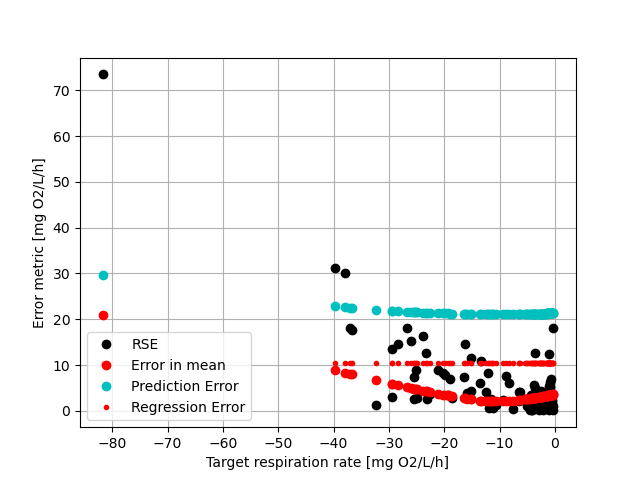 70
60
50
40
30
20
10
0
Error metric [mg O2/L/h]
RSE
Error in mean
Prediction Error
Regression Error
−80 −70 −60 −50 −40 −30 −20 −10 0
Target respiration rate [mg O2/L/h]